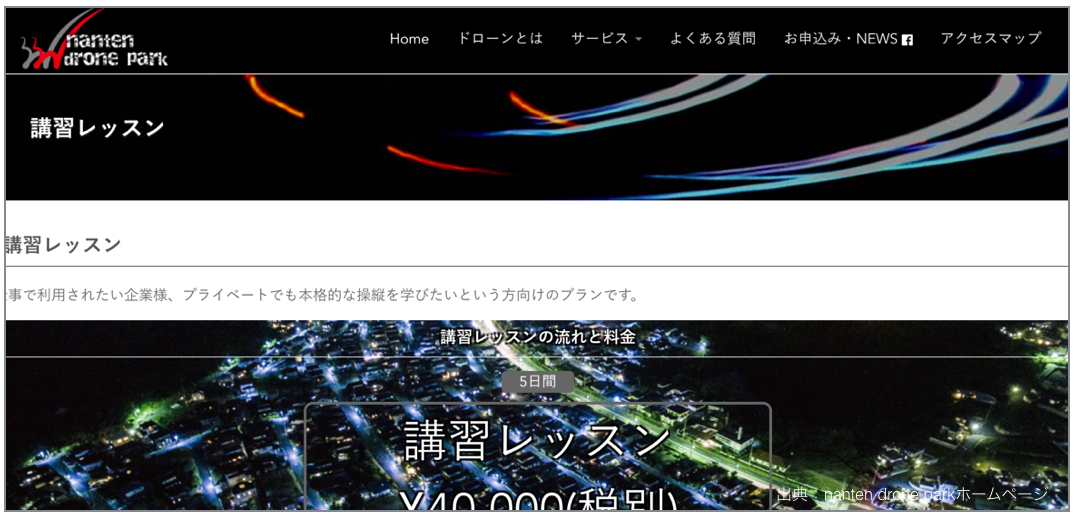 nanten
drone park
Home ドローンとは サービス よくある質問 お申込み・NEWS アクセスマップ
講習レッスン
講習レッスン
事で利用されたい企業様、プライベートでも本格的な操縦を学びたいという方向けのプランです。
講習レッスンの流れと料金
5日間
講習レッスン
¥40,000(税別)
出典：nanten drone parkホームページ